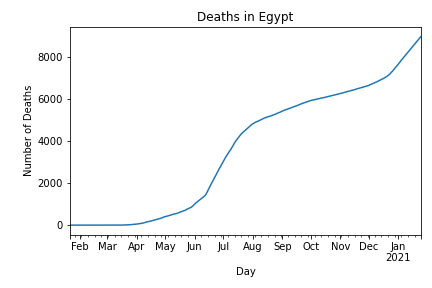 Deaths in Egypt
Number of Deaths
8000
6000
4000
2000
0
Feb Mar Apr May Jun Jul Aug Sep Oct Nov Dec Jan
2021
Day